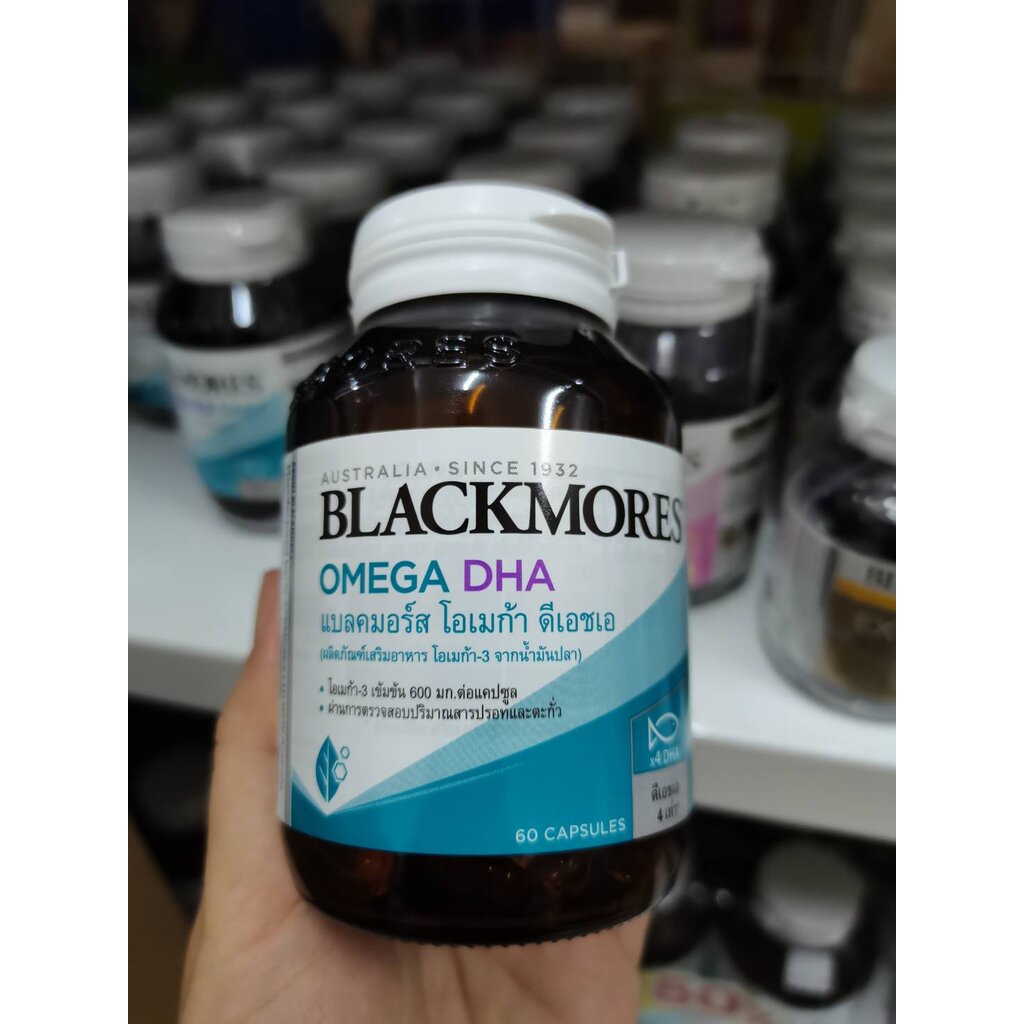 AUSTRALIA • SINCE 1932
BLACKMORES
OMEGA DHA
แบลคมอร์ส โอเมก้า ดีเอชเอ
(ผลิตภัณฑ์เสริมอาหาร โอเมก้า-3 จากน้ำมันปลา)
• โอเมก้า-3 เข้มข้น 600 มก.ต่อแคปซูล
• ผ่านการตรวจสอบปริมาณสารปรอทและตะกั่ว
x4 DHA
ดีเอชเอ
4 เท่า*
60 CAPSULES